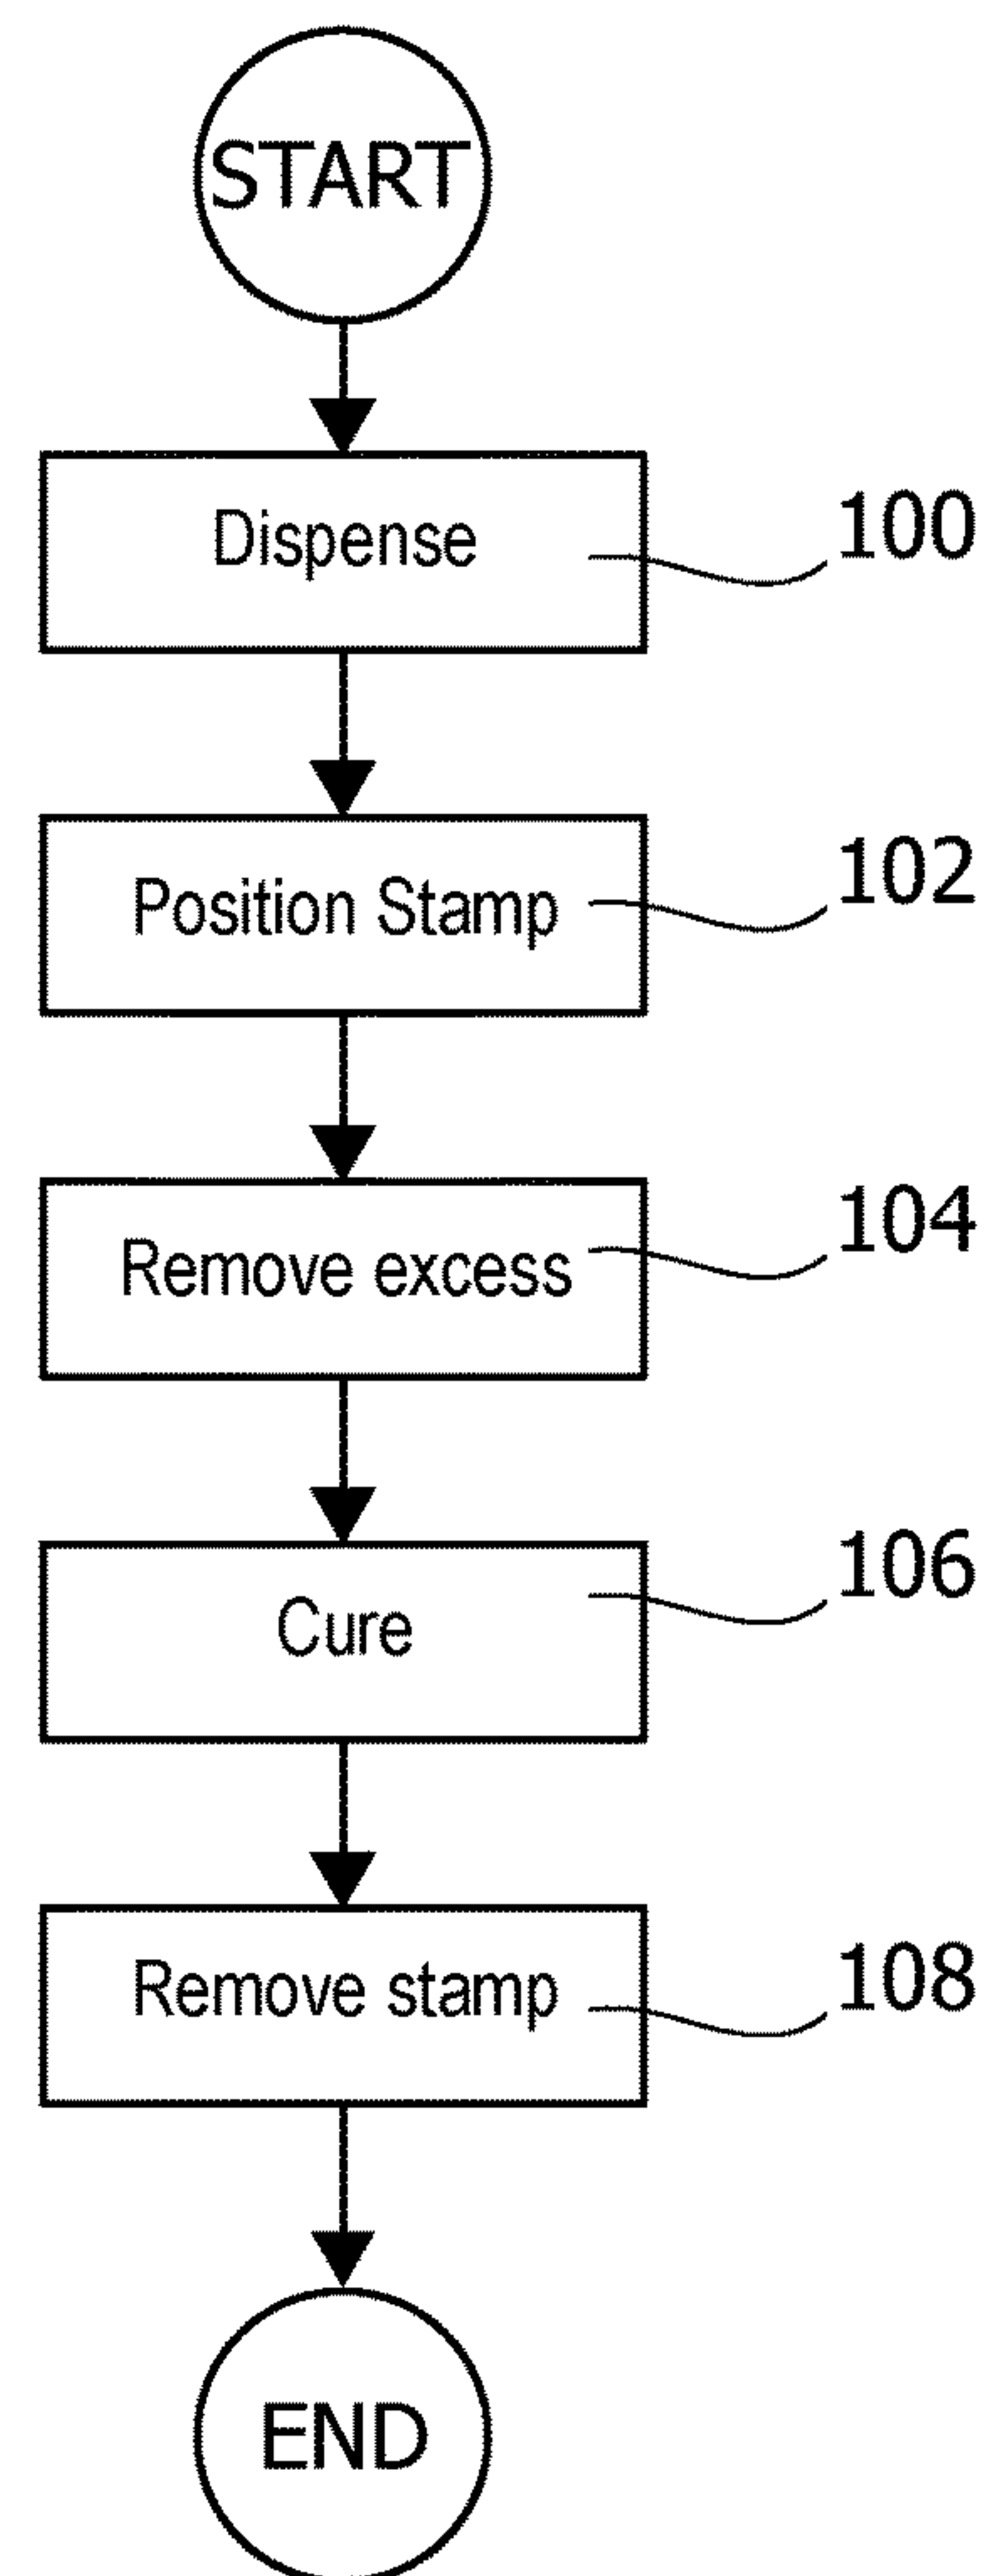 START
Dispense
100
Position Stamp
102
Remove excess
104
Cure
106
Remove stamp
108
END